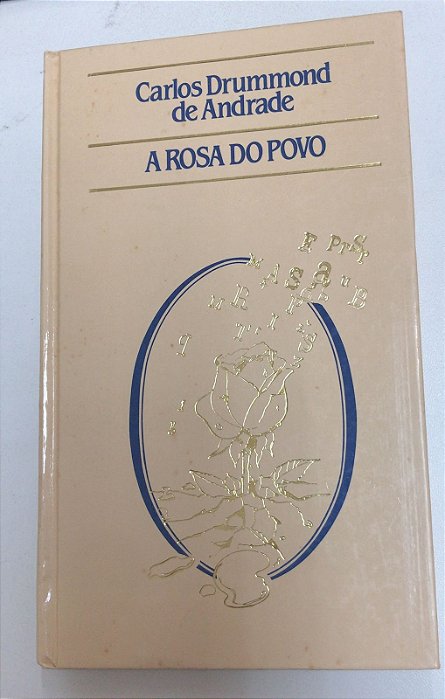 Carlos Drummond
de Andrade
A ROSA DO POVO